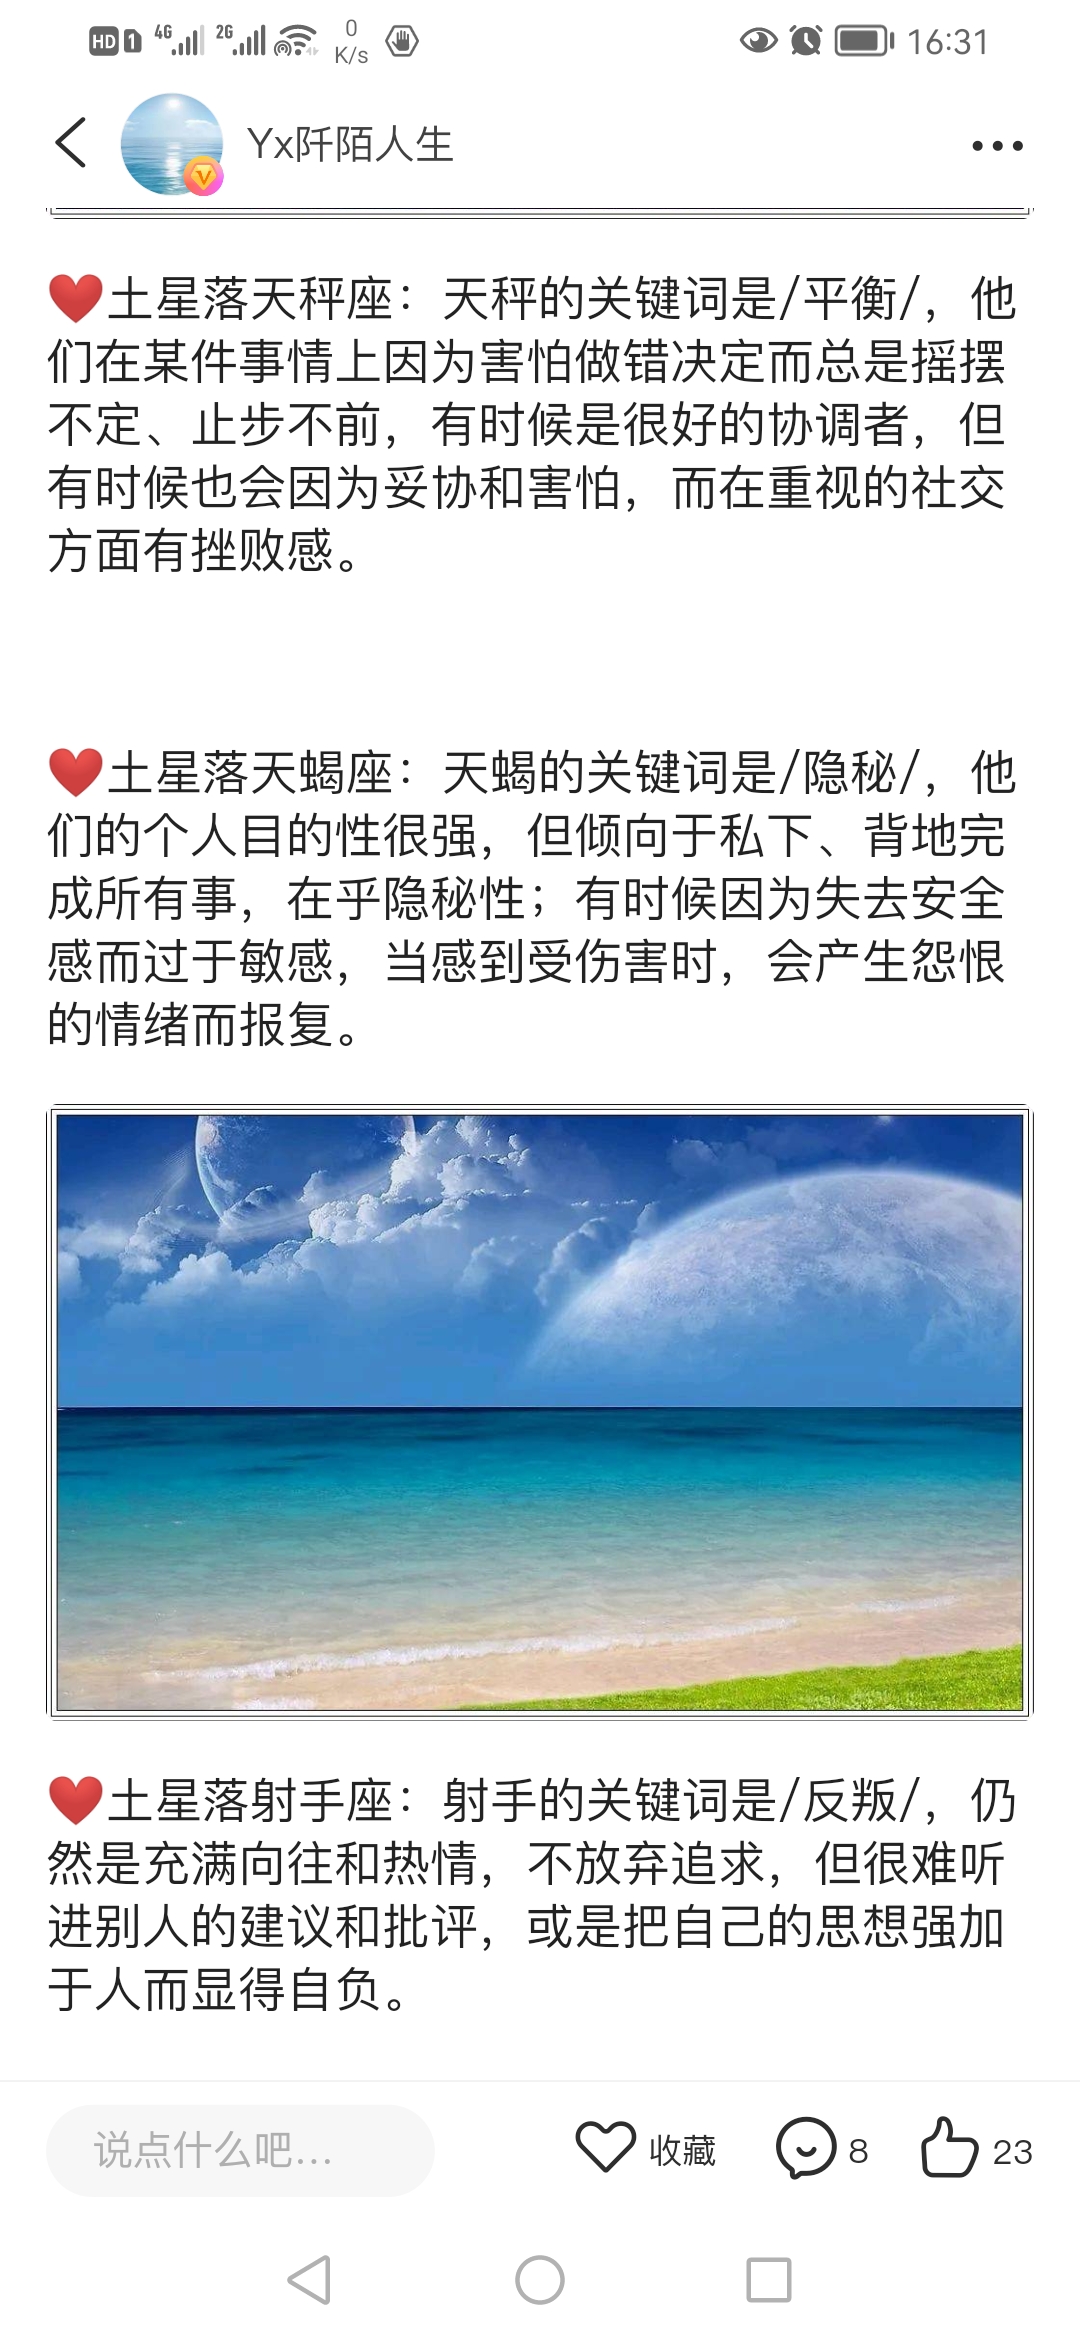 HD 1 4G 2G 0 K/s 16:31
Yx阡陌人生
❤️土星落天秤座：天秤的关键词是/平衡/，他
们在某件事情上因为害怕做错决定而总是摇摆
不定、止步不前，有时候是很好的协调者，但
有时候也会因为妥协和害怕，而在重视的社交
方面有挫败感。
❤️土星落天蝎座：天蝎的关键词是/隐秘/，他
们的个人目的性很强，但倾向于私下、背地完
成所有事，在乎隐秘性；有时候因为失去安全
感而过于敏感，当感到受伤害时，会产生怨恨
的情绪而报复。
❤️土星落射手座：射手的关键词是/反叛/，仍
然是充满向往和热情，不放弃追求，但很难听
进别人的建议和批评，或是把自己的思想强加
于人而显得自负。
说点什么吧... 收藏 8 23